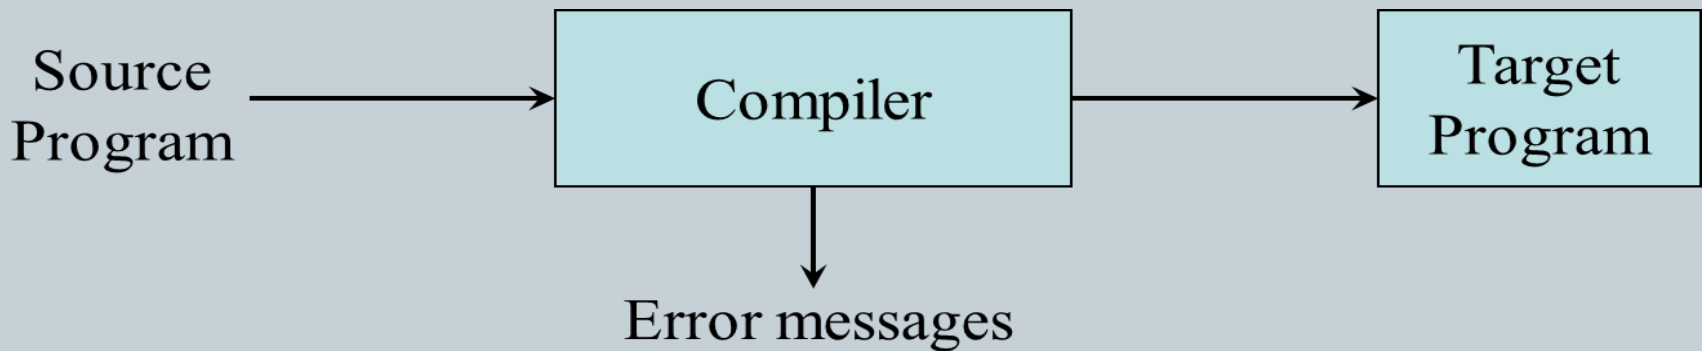 Source
Program
Compiler
Target
Program
Error messages